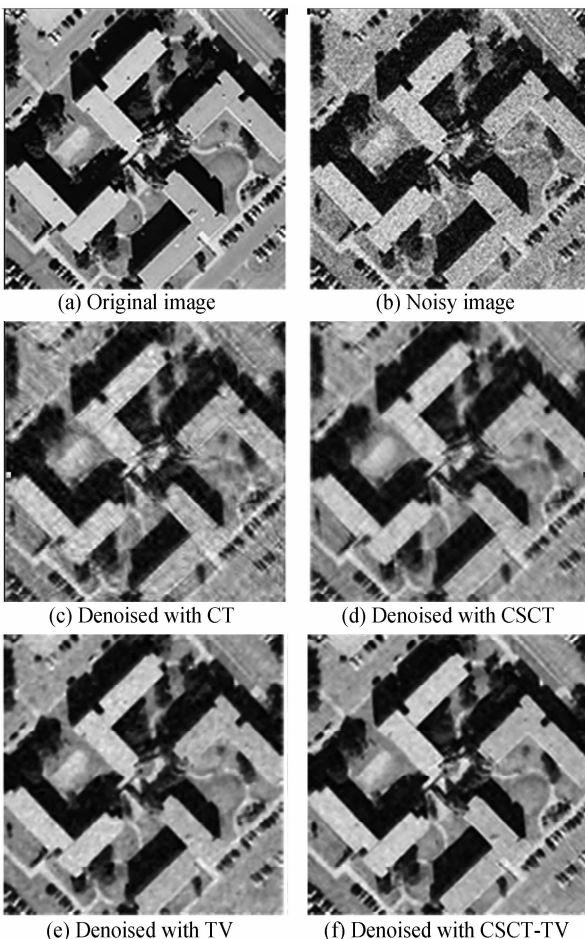 (a) Original image
(b) Noisy image
(c) Denoised with CT
(d) Denoised with CSCT
(e) Denoised with TV
(f) Denoised with CSCT-TV